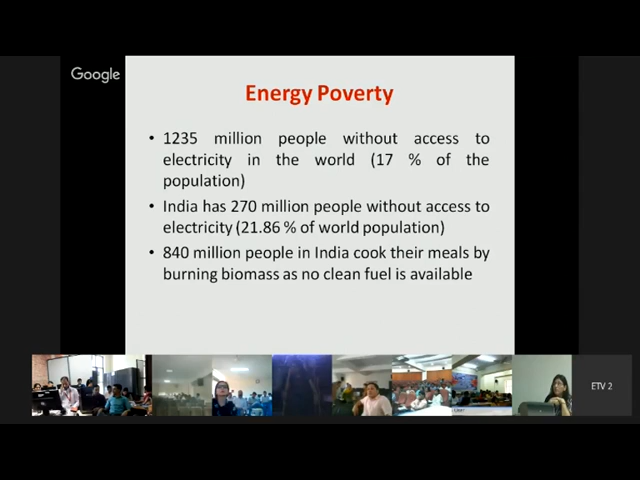 Google
Energy Poverty
• 1235 million people without access to
electricity in the world (17 % of the
population)
• India has 270 million people without access to
electricity (21.86 % of world population)
• 840 million people in India cook their meals by
burning biomass as no clean fuel is available
ETV 2